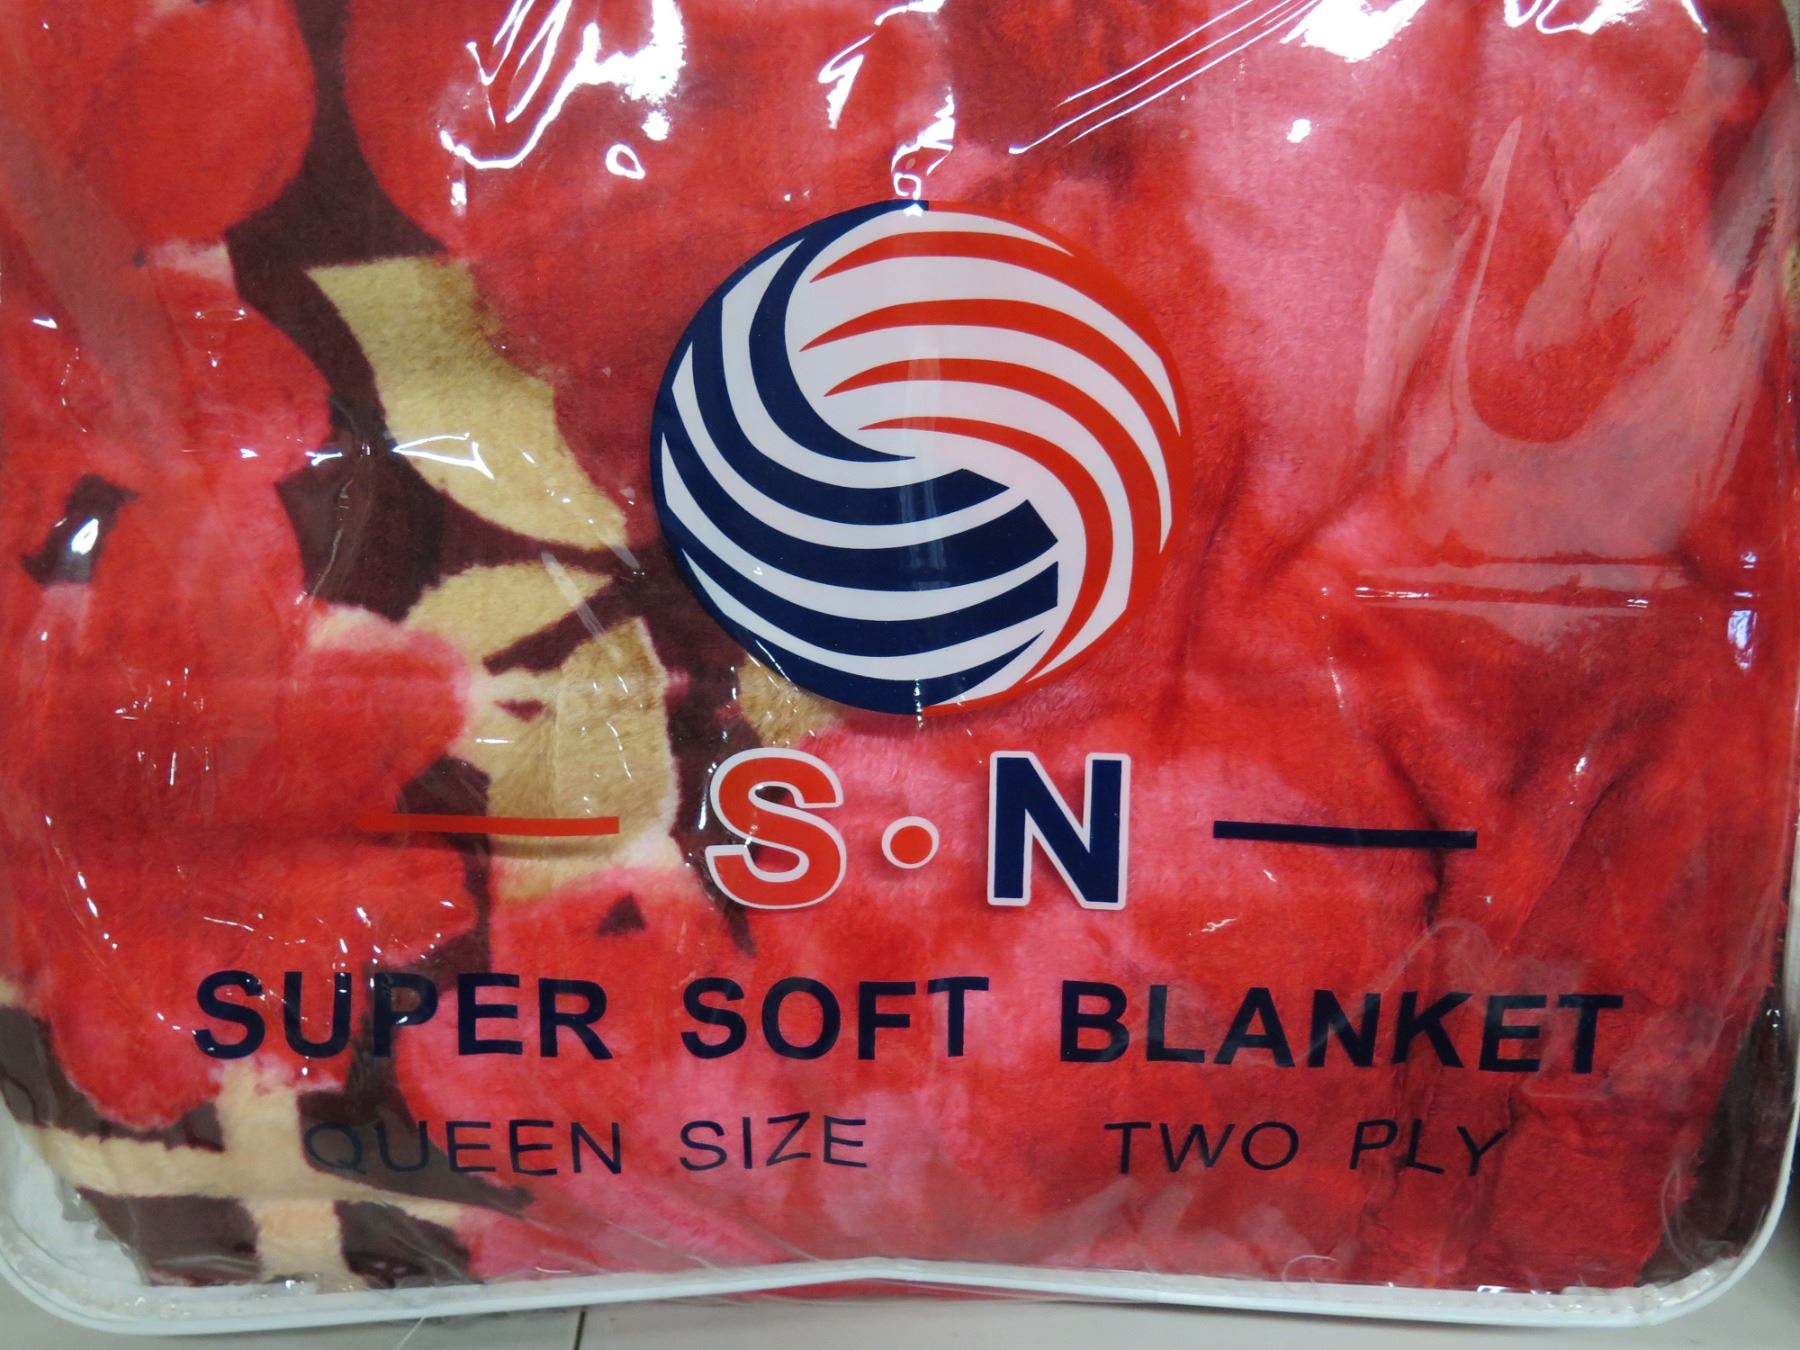 S·N
SUPER SOFT BLANKET
QUEEN SIZE TWO PLY